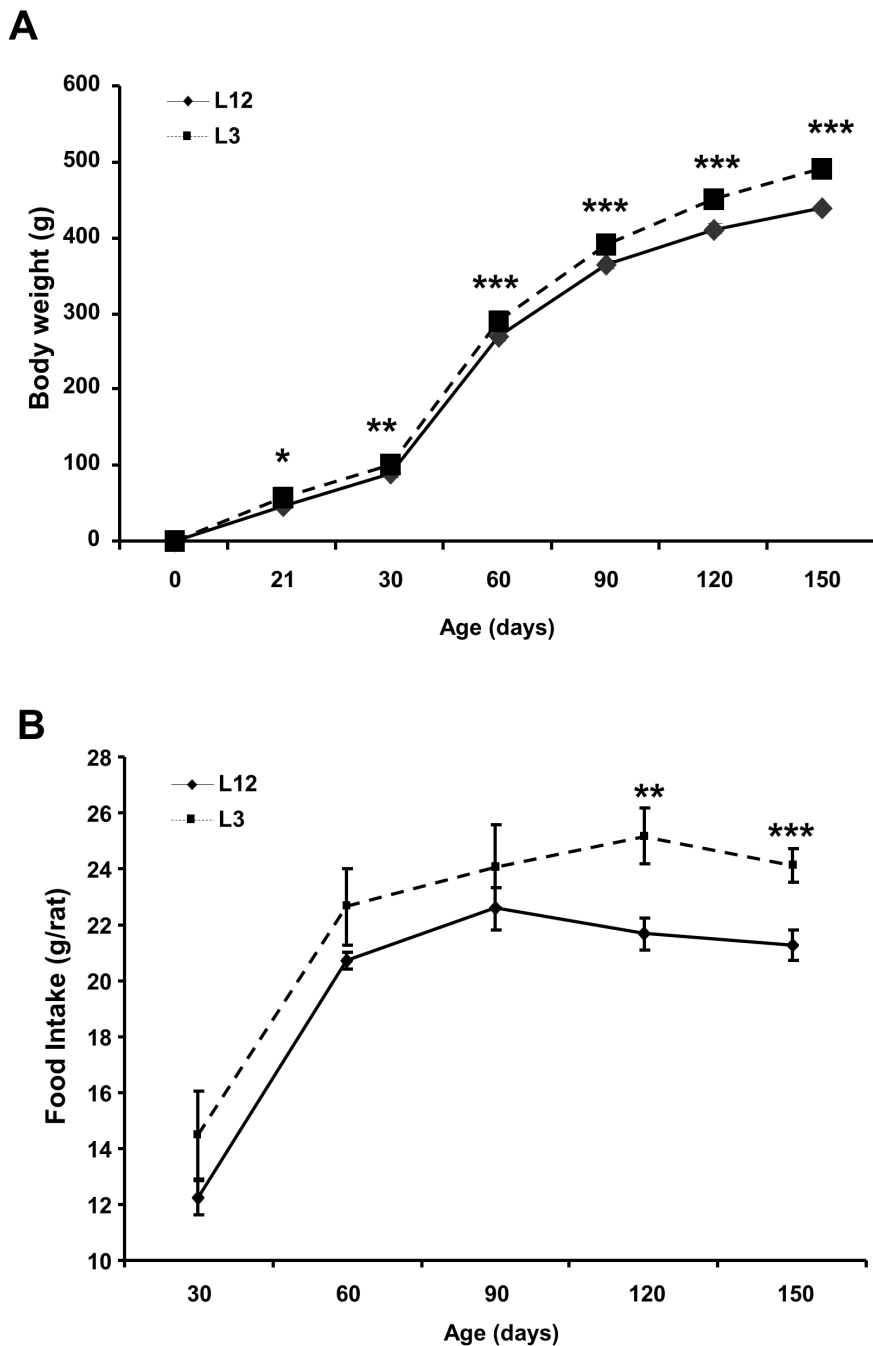 A
600
500
400
300
200
100
0
Body weight (g)
L12
L3
*
**
***
***
***
***
0 21 30 60 90 120 150
Age (days)
B
28
26
24
22
20
18
16
14
12
10
Food Intake (g/rat)
L12
L3
**
***
30 60 90 120 150
Age (days)